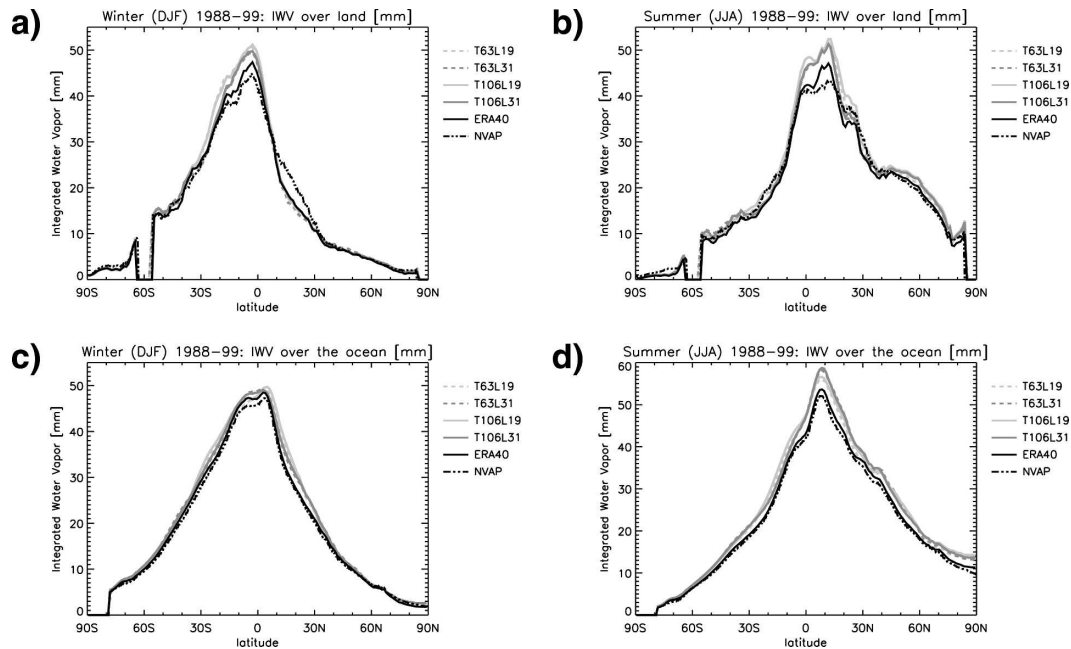 a)
Winter (DJF) 1988-99: IWV over land [mm]
Integrated Water Vapor [mm]
50
40
30
20
10
0
90S 60S 30S 0 30N 60N 90N
latitude
T63L19
T63L31
T106L19
T106L31
ERA40
NVAP
b)
Summer (JJA) 1988-99: IWV over land [mm]
Integrated Water Vapor [mm]
50
40
30
20
10
0
90S 60S 30S 0 30N 60N 90N
latitude
T63L19
T63L31
T106L19
T106L31
ERA40
NVAP
c)
Winter (DJF) 1988-99: IWV over the ocean [mm]
Integrated Water Vapor [mm]
50
40
30
20
10
0
90S 60S 30S 0 30N 60N 90N
latitude
T63L19
T63L31
T106L19
T106L31
ERA40
NVAP
d)
Summer (JJA) 1988-99: IWV over the ocean [mm]
Integrated Water Vapor [mm]
60
50
40
30
20
10
0
90S 60S 30S 0 30N 60N 90N
latitude
T63L19
T63L31
T106L19
T106L31
ERA40
NVAP